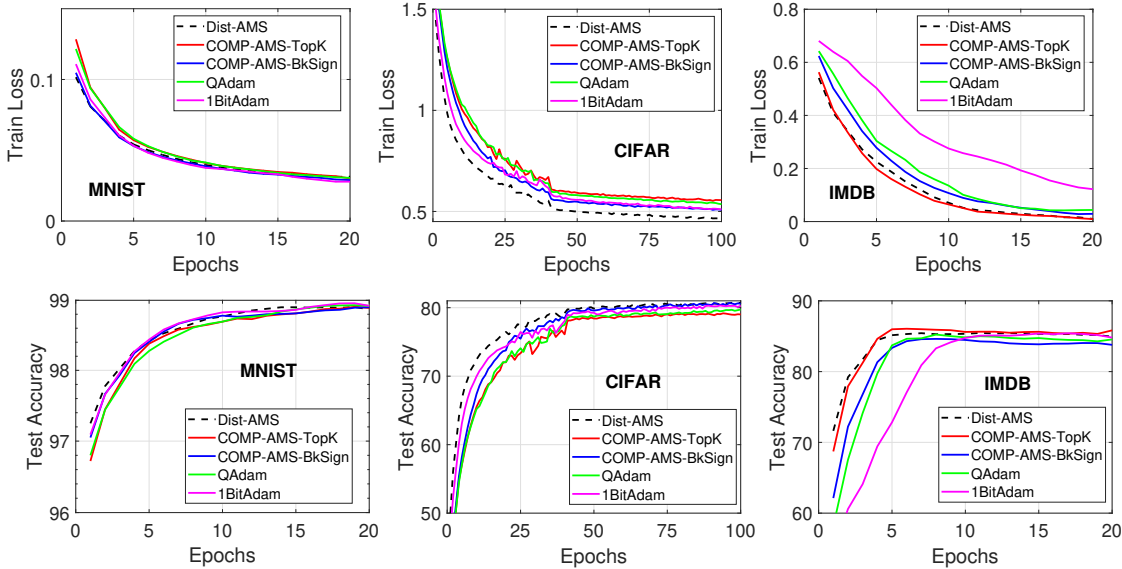 Train Loss
0.1
0
Dist-AMS
COMP-AMS-TopK
COMP-AMS-BkSign
QAdam
1BitAdam
MNIST
0 5 10 15 20
Epochs
Train Loss
1.5
1
0.5
Dist-AMS
COMP-AMS-TopK
COMP-AMS-BkSign
QAdam
1BitAdam
CIFAR
0 25 50 75 100
Epochs
Train Loss
0.8
0.6
0.4
0.2
0
Dist-AMS
COMP-AMS-TopK
COMP-AMS-BkSign
QAdam
1BitAdam
IMDB
0 5 10 15 20
Epochs
Test Accuracy
99
98
97
96
MNIST
Dist-AMS
COMP-AMS-TopK
COMP-AMS-BkSign
QAdam
1BitAdam
0 5 10 15 20
Epochs
Test Accuracy
80
70
60
50
CIFAR
Dist-AMS
COMP-AMS-TopK
COMP-AMS-BkSign
QAdam
1BitAdam
0 25 50 75 100
Epochs
Test Accuracy
90
80
70
60
IMDB
Dist-AMS
COMP-AMS-TopK
COMP-AMS-BkSign
QAdam
1BitAdam
0 5 10 15 20
Epochs